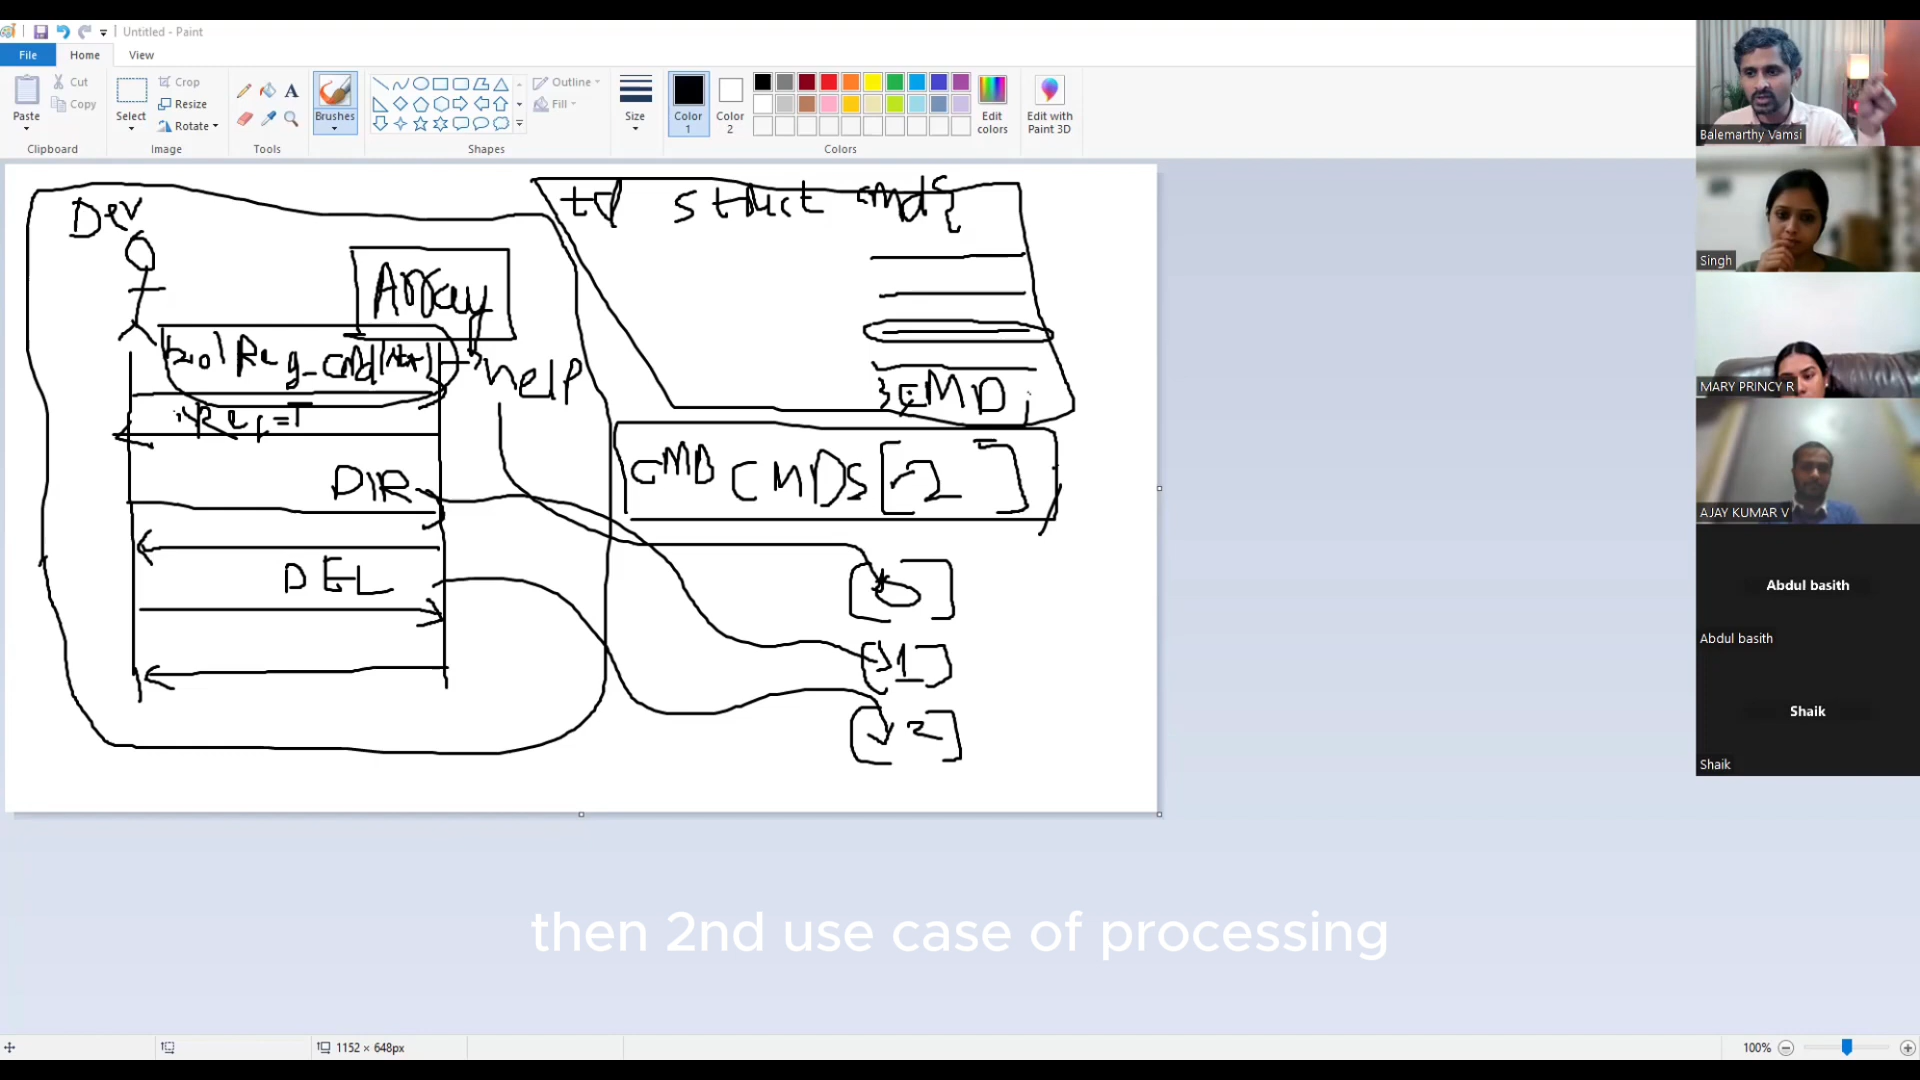 Untitled - Paint
File
Home
View
Paste
Cut
Copy
Clipboard
Select
Crop
Resize
Rotate
Image
A
Tools
Brushes
Shapes
Outline
Fill
Size
Color 1
Color 2
Colors
Edit colors
Edit with Paint 3D
Balemarthy Vamsi
Singh
MARY PRINCY R
AJAY KUMAR V
Abdul basith
Abdul basith
Shaik
Shaik
Dev
td struct cmd{
Array
bool Reg_cmd
help
}CMD;
=T
DIR
CMD CMDS[2]
DEL
0
1
2
then 2nd use case of processing
1152 × 648px
100%